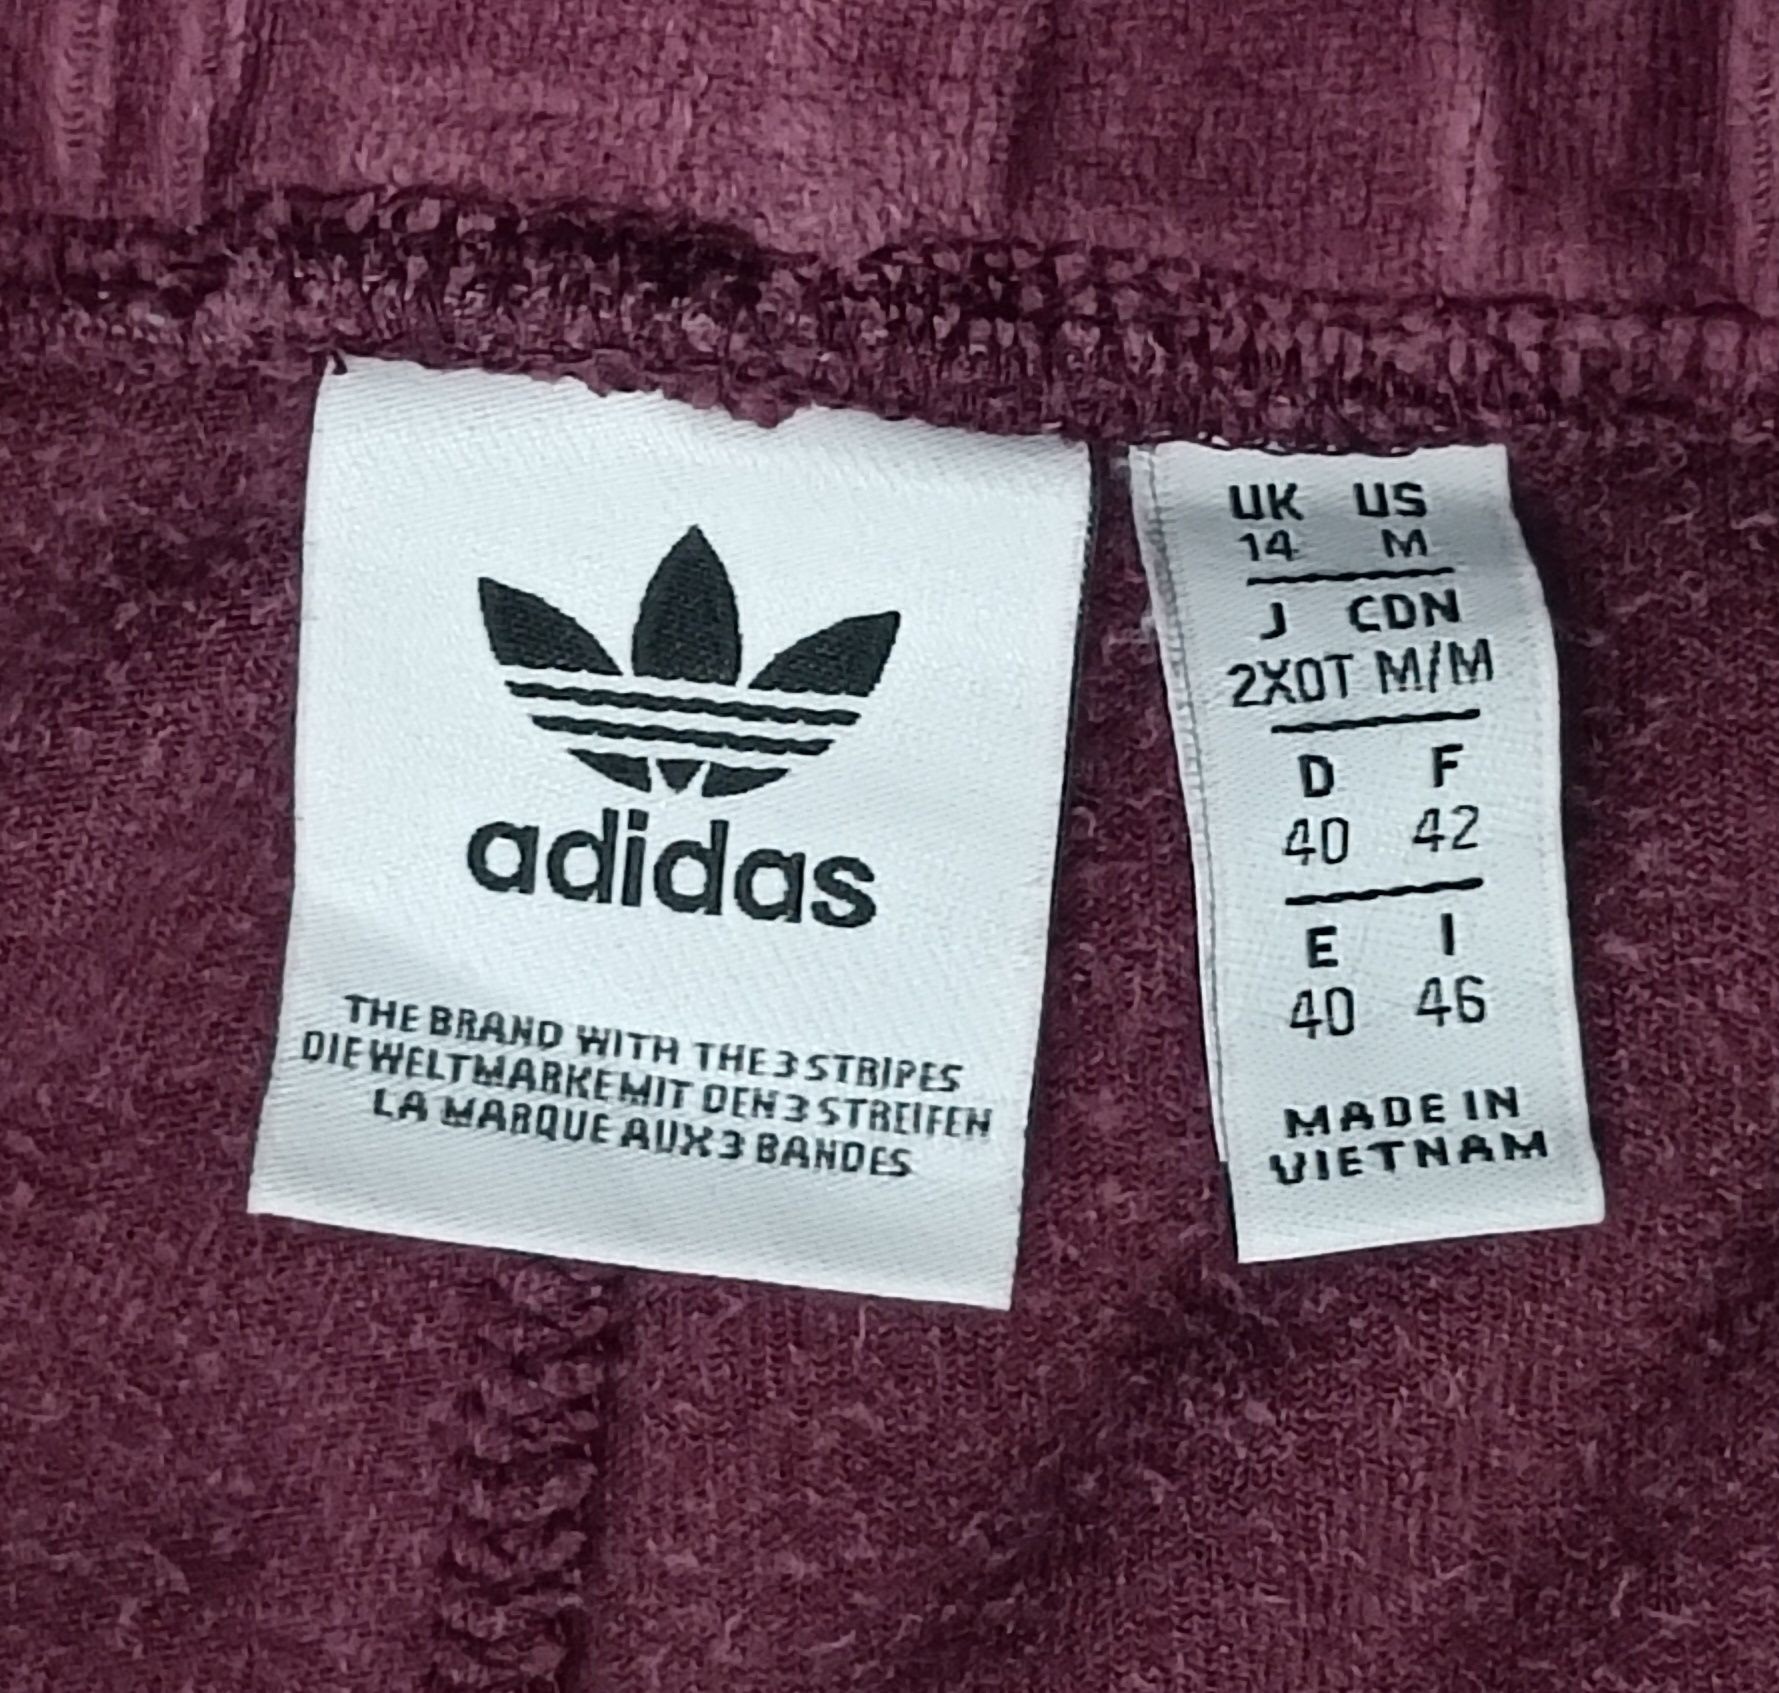 adidas
THE BRAND WITH THE 3 STRIPES
DIE WELTMARKE MIT DEN 3 STREIFEN
LA MARQUE AUX 3 BANDES
UK US
14 M
J CDN
2XOT M/M
D F
40 42
E I
40 46
MADE IN
VIETNAM